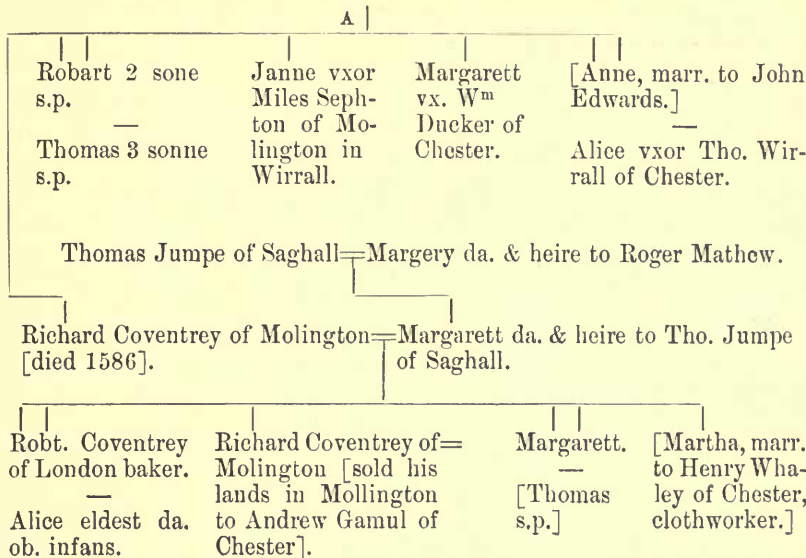 A
Robart 2 sone
s.p.
—
Thomas 3 sonne
s.p.
Janne vxor
Miles Seph-
ton of Mo-
lington in
Wirrall.
Margarett
vx. Wm
Ducker of
Chester.
[Anne, marr. to John
Edwards.]
—
Alice vxor Tho. Wir-
rall of Chester.
Thomas Jumpe of Saghall=Margery da. & heire to Roger Mathew.
Richard Coventrey of Molington=Margarett da. & heire to Tho. Jumpe
[died 1586].
of Saghall.
Robt. Coventrey
of London baker.
—
Alice eldest da.
ob. infans.
Richard Coventrey of=
Molington [sold his
lands in Mollington
to Andrew Gamul of
Chester].
Margarett.
—
[Thomas
s.p.]
[Martha, marr.
to Henry Wha-
ley of Chester,
clothworker.]